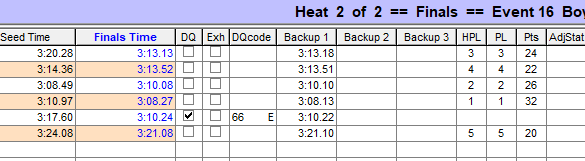 Heat 2 of 2 == Finals == Event 16 Bo
Seed Time Finals Time DQ Exh DQcode Backup 1 Backup 2 Backup 3 HPL PL Pts AdjStat
3:20.28 3:13.13 3:13.18 3 3 24
3:14.36 3:13.52 3:13.51 4 4 22
3:08.49 3:10.08 3:10.10 2 2 26
3:10.97 3:08.27 3:08.13 1 1 32
3:17.60 3:10.24 66 E 3:10.22
3:24.08 3:21.08 3:21.10 5 5 20